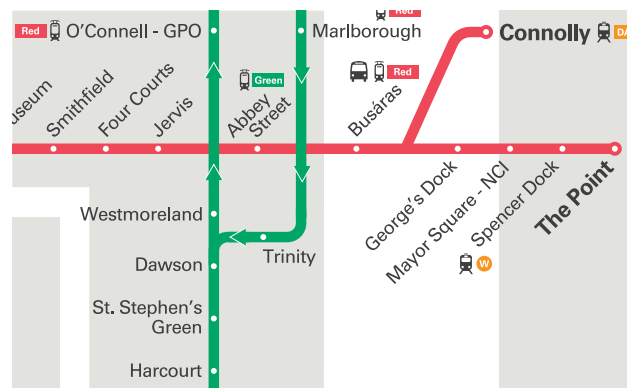 Red
Red O'Connell - GPO
Marlborough
Connolly
Green
Red
Smithfield
Four Courts
Jervis
Abbey
Street
Busáras
George's Dock
Mayor Square - NCI
Spencer Dock
The Point
Westmoreland
Trinity
W
Dawson
St. Stephen's
Green
Harcourt